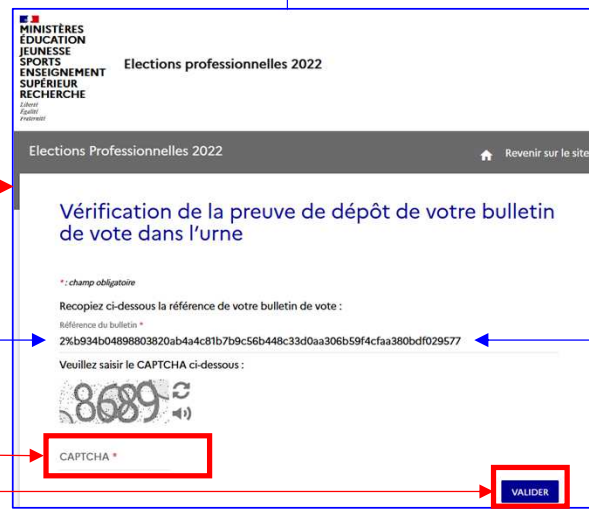 MINISTÈRES
ÉDUCATION
JEUNESSE
SPORTS
ENSEIGNEMENT
SUPÉRIEUR
RECHERCHE
Liberté
Égalité
Fraternité
Elections professionnelles 2022
Elections Professionnelles 2022
Revenir sur le site
Vérification de la preuve de dépôt de votre bulletin
de vote dans l'urne
* : champ obligatoire
Recopiez ci-dessous la référence de votre bulletin de vote :
Référence du bulletin *
2%b934b04898803820ab4a4c81b7b9c56b448c33d0aa306b59f4cfaa380bdf029577
Veuillez saisir le CAPTCHA ci-dessous :
8689
CAPTCHA *
VALIDER